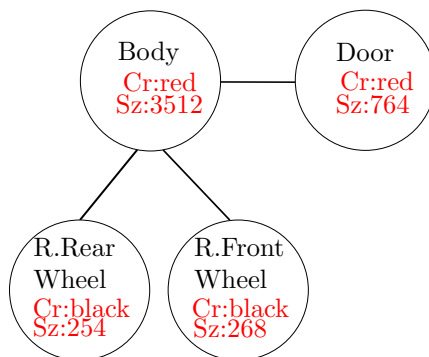 Body
Cr:red
Sz:3512
Door
Cr:red
Sz:764
R.Rear
Wheel
Cr:black
Sz:254
R.Front
Wheel
Cr:black
Sz:268